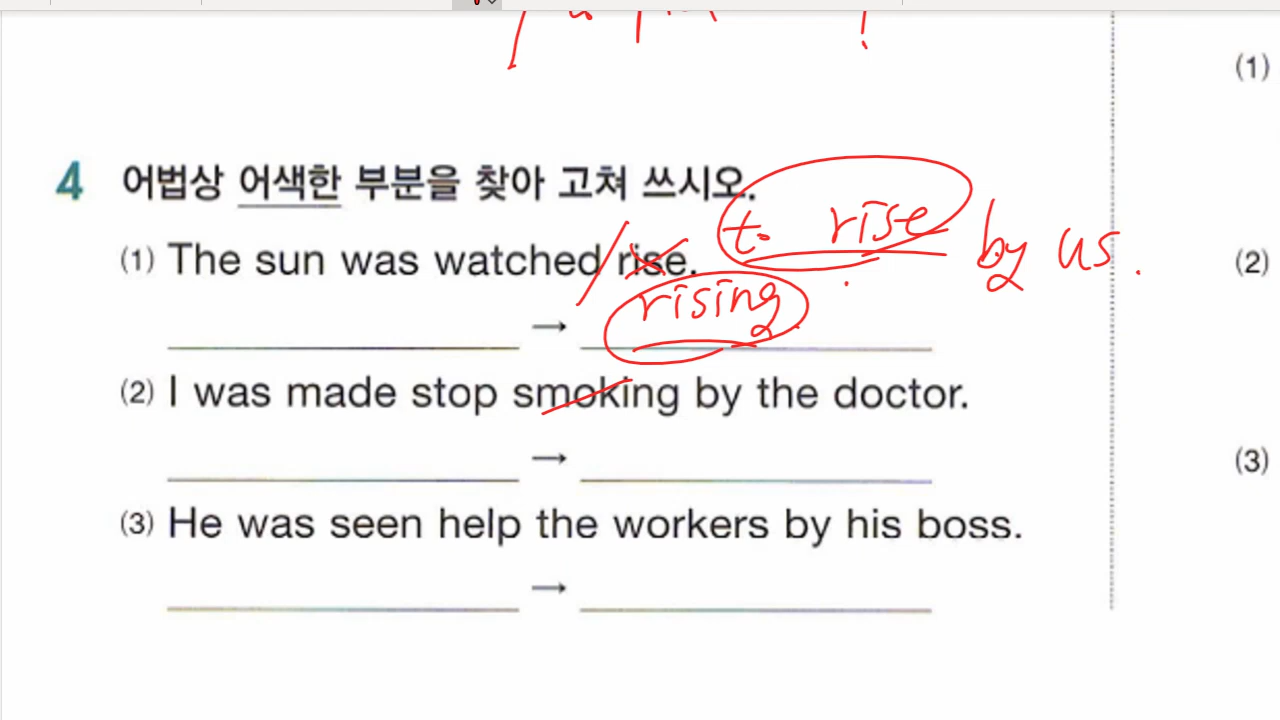 (1)
4 어법상 어색한 부분을 찾아 고쳐 쓰시오.
to rise by us.
(1) The sun was watched rise.
rising
→
(2)
(2) I was made stop smoking by the doctor.
→
(3)
(3) He was seen help the workers by his boss.
→